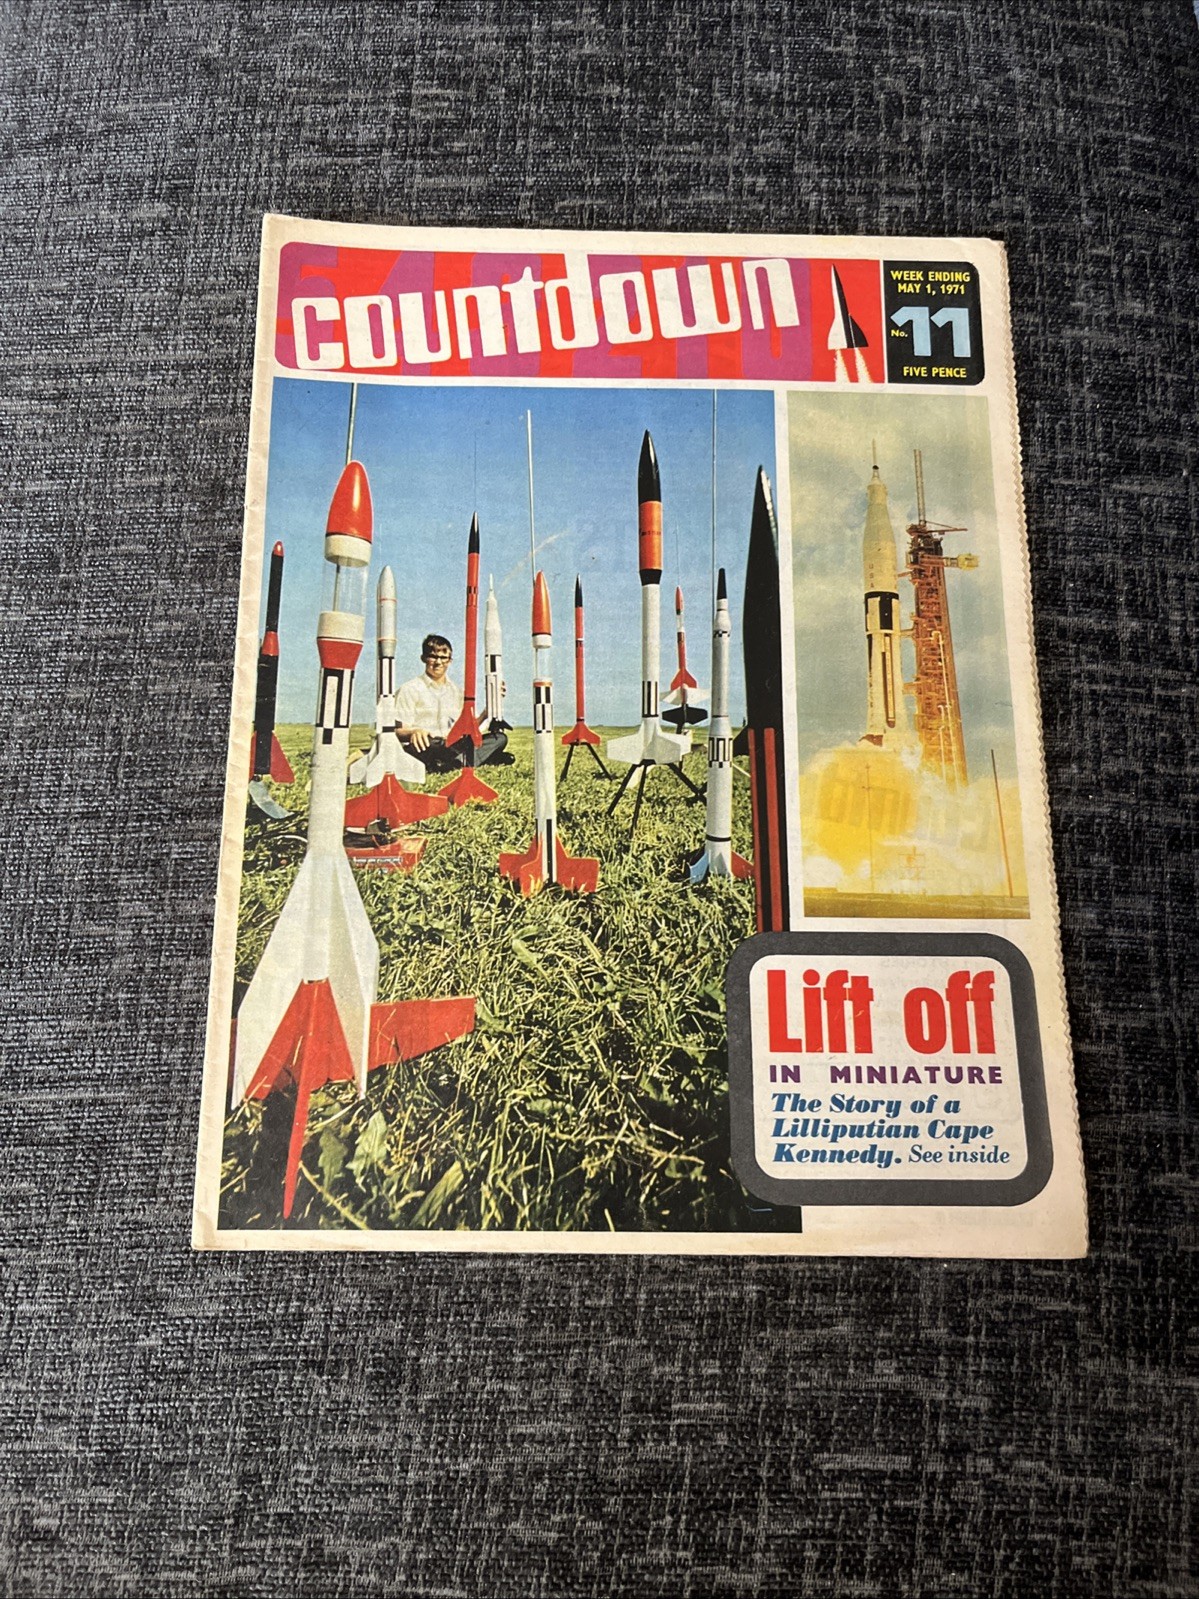 countdown
WEEK ENDING
MAY 1, 1971
No. 11
FIVE PENCE
USA
Lift off
IN MINIATURE
The Story of a
Lilliputian Cape
Kennedy. See inside